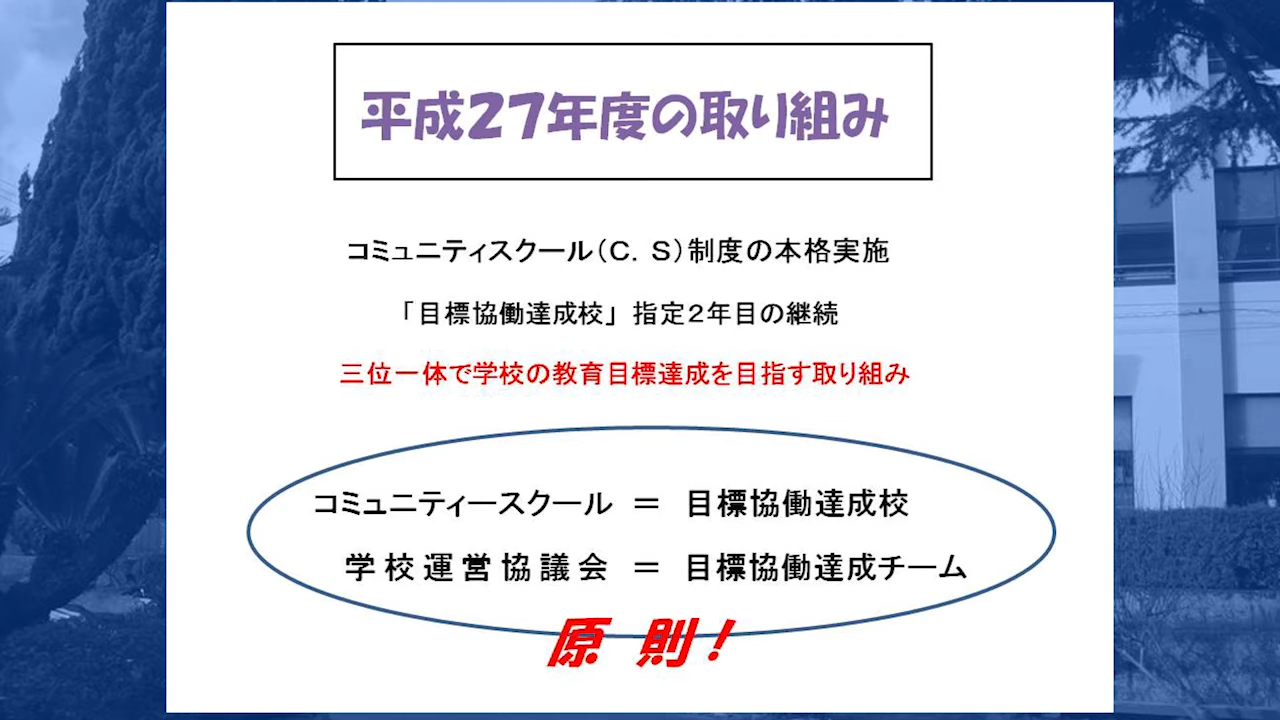 平成27年度の取り組み
コミュニティスクール(C. S)制度の本格実施
「目標協働達成校」 指定2年目の継続
三位一体で学校の教育目標達成を目指す取り組み
コミュニティースクール ＝ 目標協働達成校
学校運営協議会 ＝ 目標協働達成チーム
原 則！